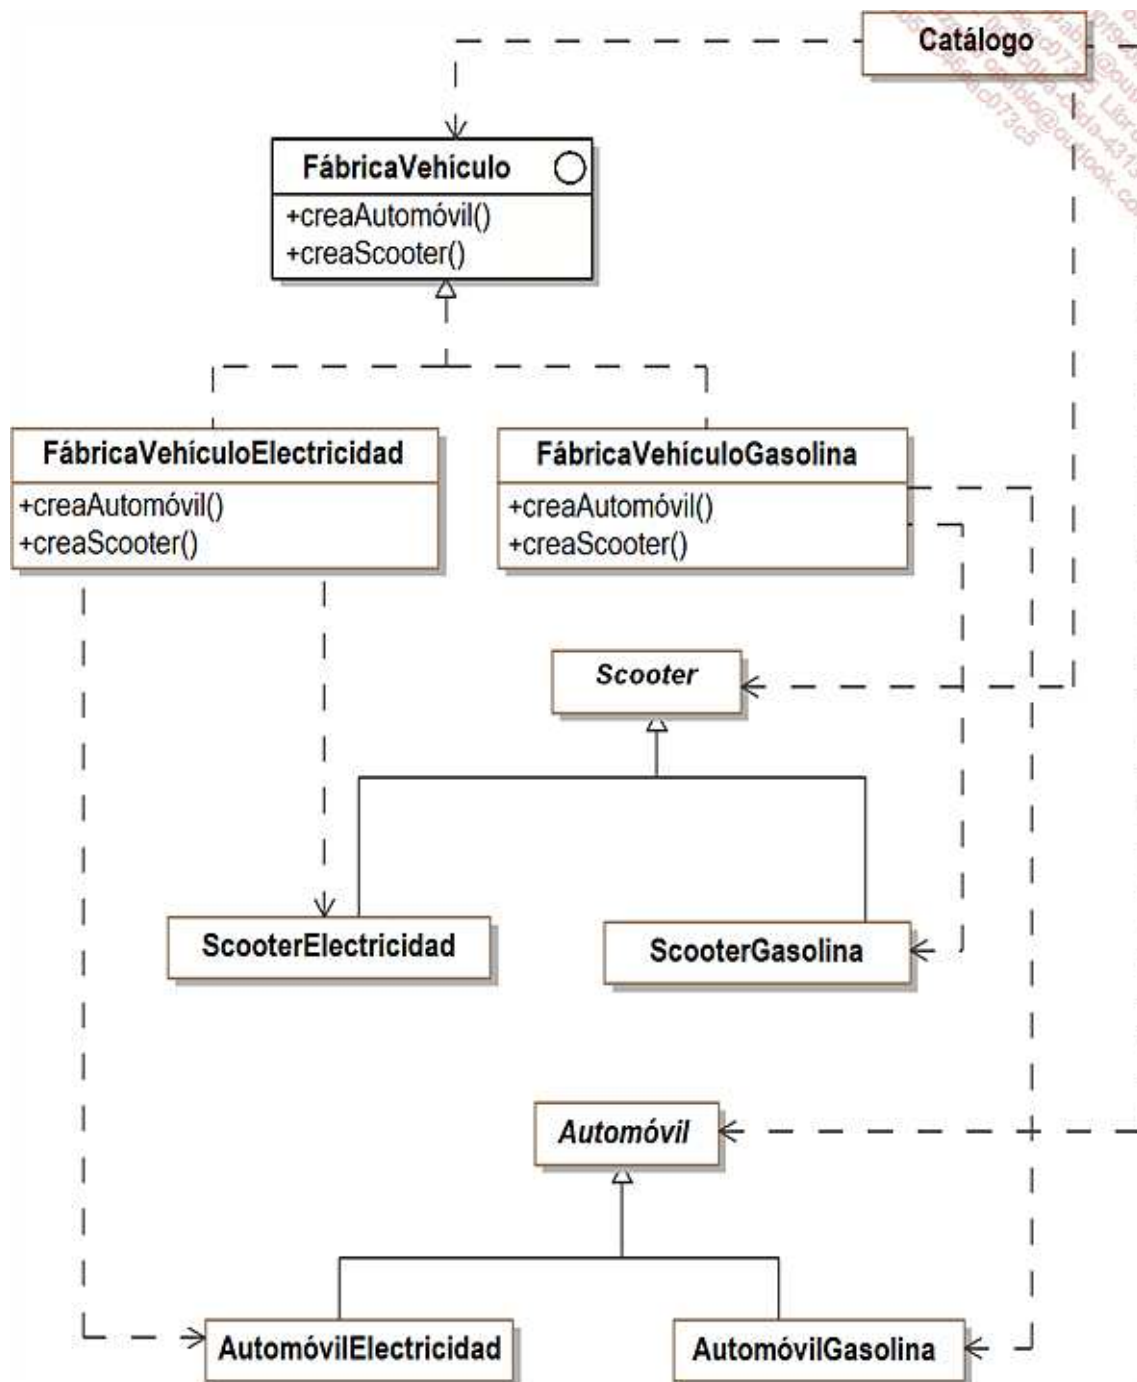 Catálogo
FábricaVehículo
+creaAutomóvil()
+creaScooter()
FábricaVehículoElectricidad
+creaAutomóvil()
+creaScooter()
FábricaVehículoGasolina
+creaAutomóvil()
+creaScooter()
Scooter
ScooterElectricidad
ScooterGasolina
Automóvil
AutomóvilElectricidad
AutomóvilGasolina